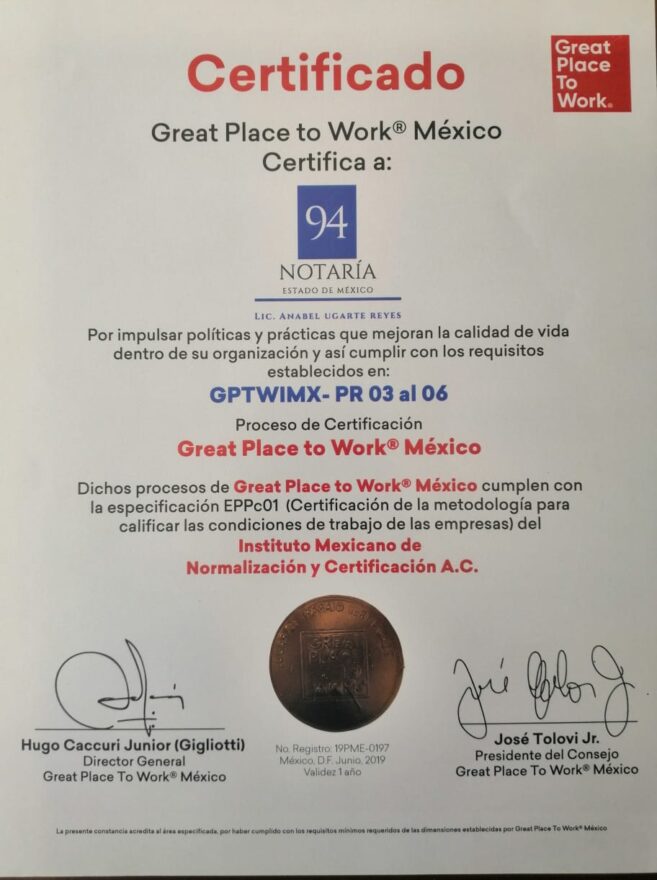 Certificado
Great
Place
To
Work®
Great Place to Work® México
Certifica a:
94
NOTARÍA
ESTADO DE MÉXICO
LIC. ANABEL UGARTE REYES
Por impulsar políticas y prácticas que mejoran la calidad de vida
dentro de su organización y así cumplir con los requisitos
establecidos en:
GPTWIMX- PR 03 al 06
Proceso de Certificación
Great Place to Work® México
Dichos procesos de Great Place to Work® México cumplen con
la especificación EPPc01 (Certificación de la metodología para
calificar las condiciones de trabajo de las empresas) del
Instituto Mexicano de
Normalización y Certificación A.C.
GREAT
Hugo Caccuri Junior (Gigliotti)
Director General
Great Place To Work® México
No. Registro: 19PME-0197
México, D.F. Junio, 2019
Validez 1 año
José Tolovi Jr.
Presidente del Consejo
Great Place To Work® México
La presente constancia acredita al área especificada, por haber cumplido con los requisitos mínimos requeridos de las dimensiones establecidas por Great Place To Work® México